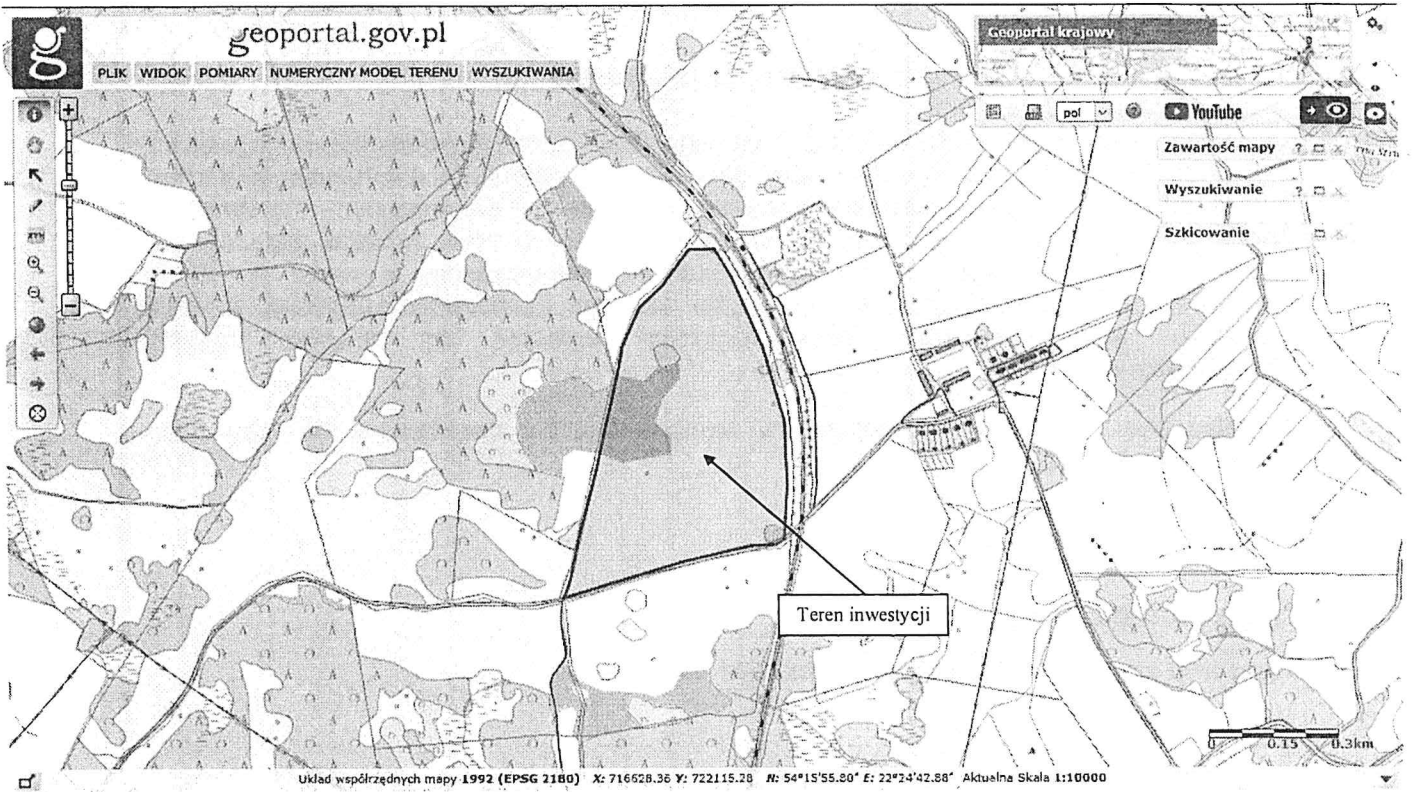 geoportal.gov.pl
PLIK WIDOK POMIARY NUMERYCZNY MODEL TERENU WYSZUKIWANIA
Geoportal krajowy
pol YouTube
Zawartość mapy ?
Wyszukiwanie ?
Szkicowanie
Teren inwestycji
0 0.15 0.3km
Układ współrzędnych mapy 1992 (EPSG 2180) X: 716628.36 Y: 722115.28 N: 54°15'55.80" E: 22°24'42.88" Aktualna Skala 1:10000